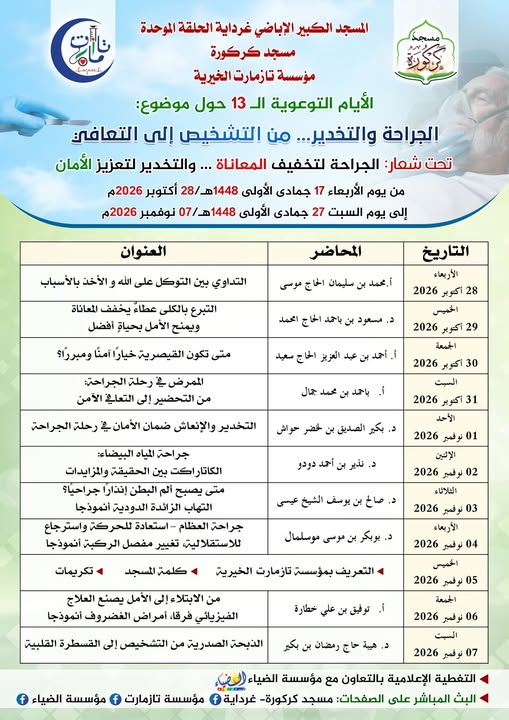 المسجد الكبير الإباضي غرداية الحلقة الموحدة
مسجد كركورة
مؤسسة تازمارت الخيرية
مسجد
كركورة
الأيام التوعوية الـ 13 حول موضوع:
الجراحة والتخدير... من التشخيص إلى التعافي
تحت شعار: الجراحة لتخفيف المعاناة ... والتخدير لتعزيز الأمان
من يوم الأربعاء 17 جمادى الأولى 1448هـ/28 أكتوبر 2026م
إلى يوم السبت 27 جمادى الأولى 1448هـ/07 نوفمبر 2026م
التاريخ المحاضر العنوان
الأربعاء
28 أكتوبر 2026
أ.محمد بن سليمان الحاج موسى
التداوي بين التوكل على الله و الأخذ بالأسباب
الخميس
29 أكتوبر 2026
د. مسعود بن باحمد الحاج امحمد
التبرع بالكلى عطاءٌ يخفف المعاناة
ويمنح الأمل بحياةٍ أفضل
الجمعة
30 أكتوبر 2026
أ. أحمد بن عبد العزيز الحاج سعيد
متى تكون القيصرية خيارًا آمنًا ومبررًا؟
السبت
31 أكتوبر 2026
أ. باحمد بن محمد جمال
الممرض في رحلة الجراحة:
من التحضير إلى التعافي الآمن
الأحد
01 نوفمبر 2026
د. بكير الصديق بن لخضر حواش
التخدير والإنعاش ضمان الأمان في رحلة الجراحة
الإثنين
02 نوفمبر 2026
د. نذير بن أحمد دودو
جراحة المياه البيضاء:
الكاتاراكت بين الحقيقة والمزايدات
الثلاثاء
03 نوفمبر 2026
د. صالح بن يوسف الشيخ عيسى
متى يصبح ألم البطن إنذارًا جراحيًا؟
التهاب الزائدة الدودية أنموذجا
الأربعاء
04 نوفمبر 2026
د. بوبكر بن موسى موسلمال
جراحة العظام – استعادة للحركة واسترجاع
للاستقلالية، تغيير مفصل الركبة أنموذجا
الخميس
05 نوفمبر 2026
التعريف بمؤسسة تازمارت الخيرية كلمة المسجد تكريمات
الجمعة
06 نوفمبر 2026
أ. توفيق بن علي خطارة
من الابتلاء إلى الأمل يصنع العلاج
الفيزيائي فرقا، أمراض الغضروف أنموذجا
السبت
07 نوفمبر 2026
د. هيبة حاج رمضان بن بكير
الذبحة الصدرية من التشخيص إلى القسطرة القلبية
التغطية الإعلامية بالتعاون مع مؤسسة الضياء
البث المباشر على الصفحات: مسجد كركورة- غرداية مؤسسة تازمارت مؤسسة الضياء